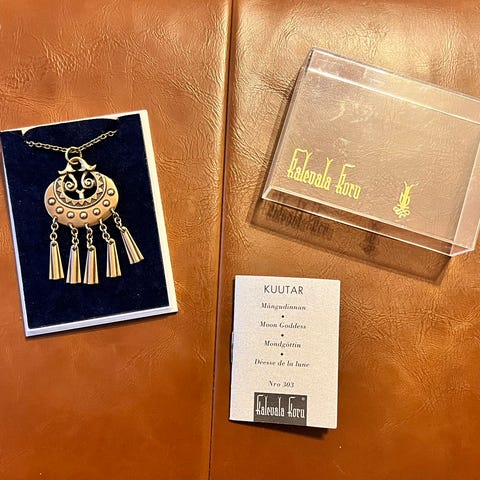 Kalevala Koru
KUUTAR
Mångudinnan
Moon Goddess
Mondgöttin
Déesse de la lune
Nro 303
Kalevala Koru®